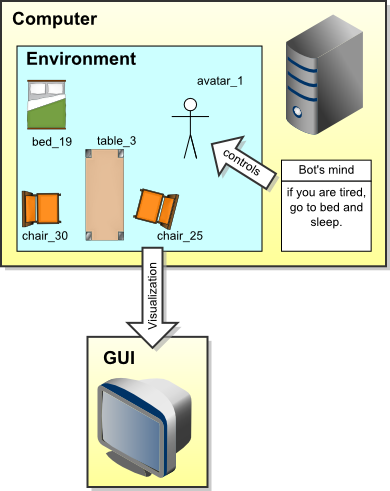 Computer
Environment
avatar_1
bed_19
table_3
controls
Bot's mind
if you are tired,
go to bed and
sleep.
chair_30
chair_25
Visualization
GUI